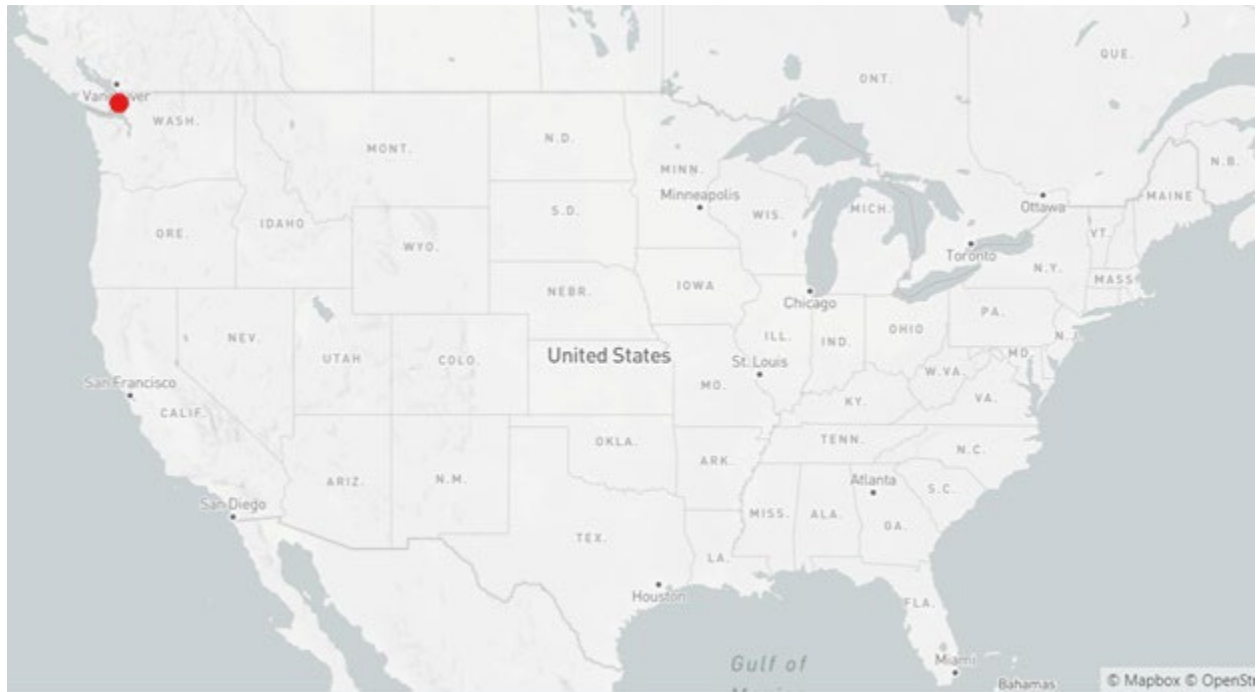 QUE.
ONT.
Vancouver
WASH.
MONT.
N.D.
MINN.
N.B.
Minneapolis
MAINE
ORE.
IDAHO
S.D.
WIS.
MICH.
Ottawa
WYO.
VT.
Toronto
N.Y.
MASS
NEBR.
IOWA
Chicago
PA.
NEV.
UTAH
COLO.
United States
ILL.
IND.
OHIO
N.J.
St. Louis
MD.
San Francisco
CALIF.
MO.
W.VA.
KY.
VA.
OKLA.
TENN.
N.C.
ARIZ.
N.M.
ARK.
Atlanta
S.C.
San Diego
MISS.
ALA.
GA.
TEX.
LA.
Houston
FLA.
Gulf of
Miami
Bahamas
© Mapbox © OpenSt